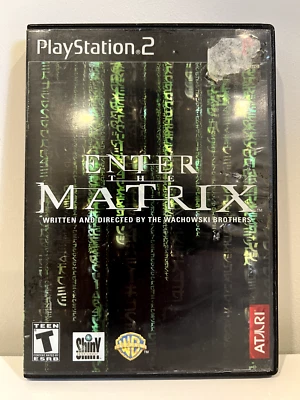 PlayStation 2
ENTER
THE
MATRIX
WRITTEN AND DIRECTED BY THE WACHOWSKI BROTHERS
TEEN
T
ESRB
Shiny
WB
ATARI